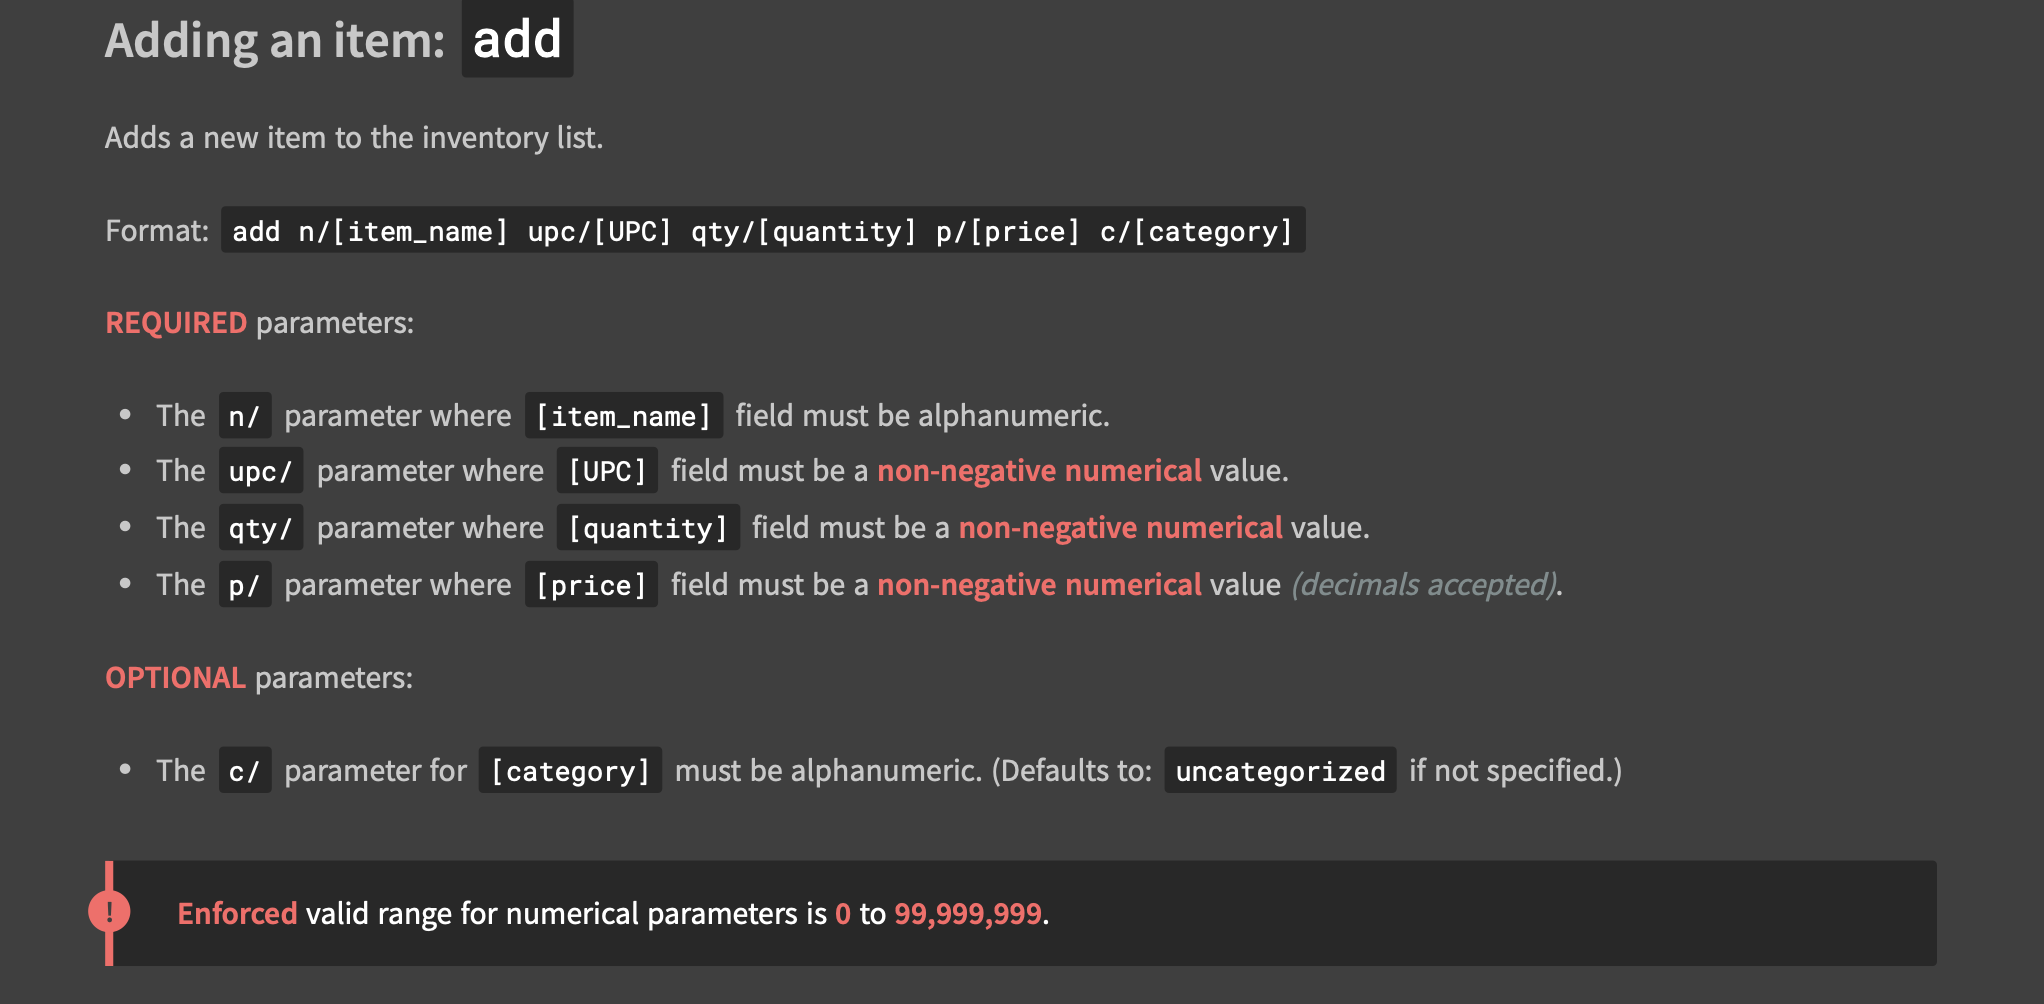 Adding an item: add
Adds a new item to the inventory list.
Format: add n/[item_name] upc/[UPC] qty/[quantity] p/[price] c/[category]
REQUIRED parameters:
• The n/ parameter where [item_name] field must be alphanumeric.
• The upc/ parameter where [UPC] field must be a non-negative numerical value.
• The qty/ parameter where [quantity] field must be a non-negative numerical value.
• The p/ parameter where [price] field must be a non-negative numerical value (decimals accepted).
OPTIONAL parameters:
• The c/ parameter for [category] must be alphanumeric. (Defaults to: uncategorized if not specified.)
! Enforced valid range for numerical parameters is 0 to 99,999,999.